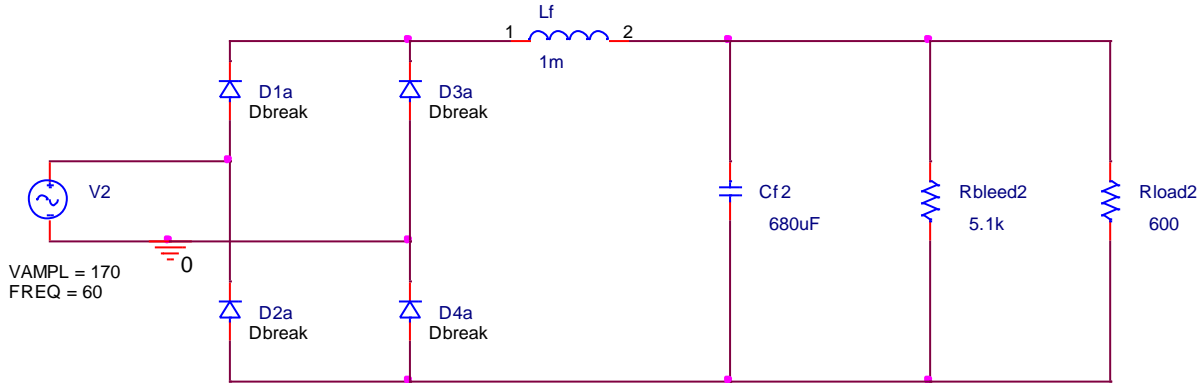 Lf
1
2
1m
D1a
Dbreak
D3a
Dbreak
V2
Cf2
680uF
Rbleed2
5.1k
Rload2
600
0
VAMPL = 170
FREQ = 60
D2a
Dbreak
D4a
Dbreak